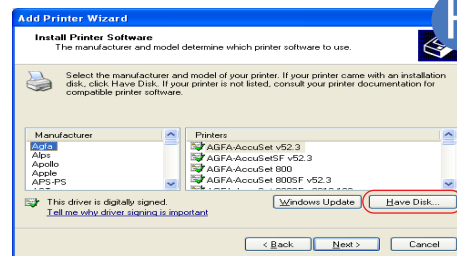 Add Printer Wizard
Install Printer Software
The manufacturer and model determine which printer software to use.
Select the manufacturer and model of your printer. If your printer came with an installation
disk, click Have Disk. If your printer is not listed, consult your printer documentation for
compatible printer software.
Manufacturer
Agfa
Alps
Apollo
Apple
APS-PS
Printers
AGFA-AccuSet v52.3
AGFA-AccuSetSF v52.3
AGFA-AccuSet 800
AGFA-AccuSet 800SF v52.3
This driver is digitally signed.
Tell me why driver signing is important
Windows Update
Have Disk...
< Back
Next >
Cancel